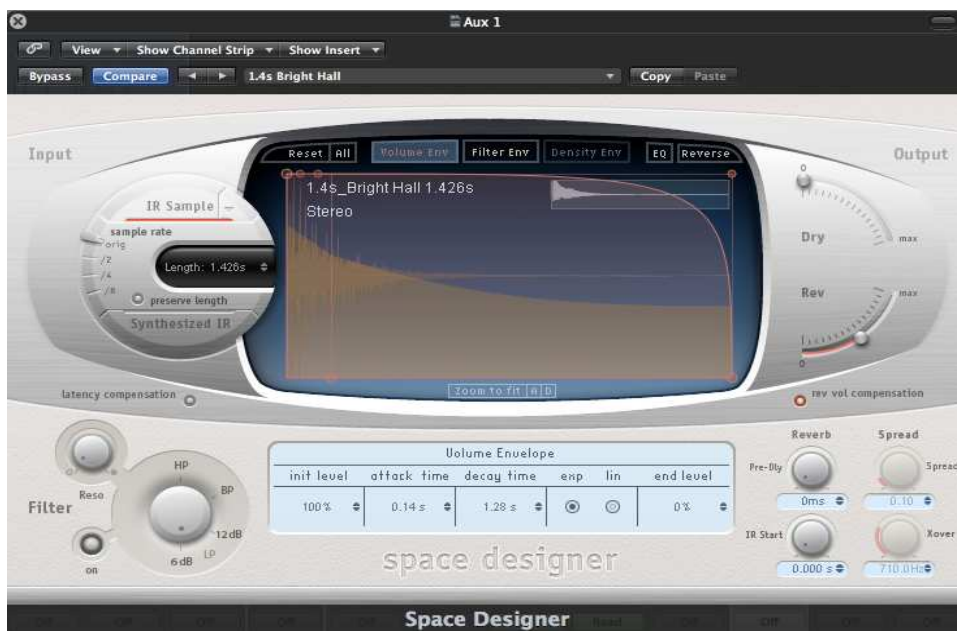 Aux 1
View Show Channel Strip Show Insert
Bypass Compare 1.4s Bright Hall Copy Paste
Input Output
Reset All Volume Env Filter Env Density Env EQ Reverse
1.4s_Bright Hall 1.426s
Stereo
IR Sample
sample rate
orig
/2
/4
/8
Length: 1.426s
preserve length
Synthesized IR
0
Dry max
Rev max
0
Zoom to fit A D
latency compensation rev vol compensation
Volume Envelope
init level attack time decay time exp lin end level
100% 0.14 s 1.28 s 0%
Filter
Reso
on
HP
BP
12dB
LP
6dB
Reverb Spread
Pre-Dly Spread
0ms 0.10
IR Start Xover
0.000 s 710.0Hz
space designer
Space Designer
Read
Off